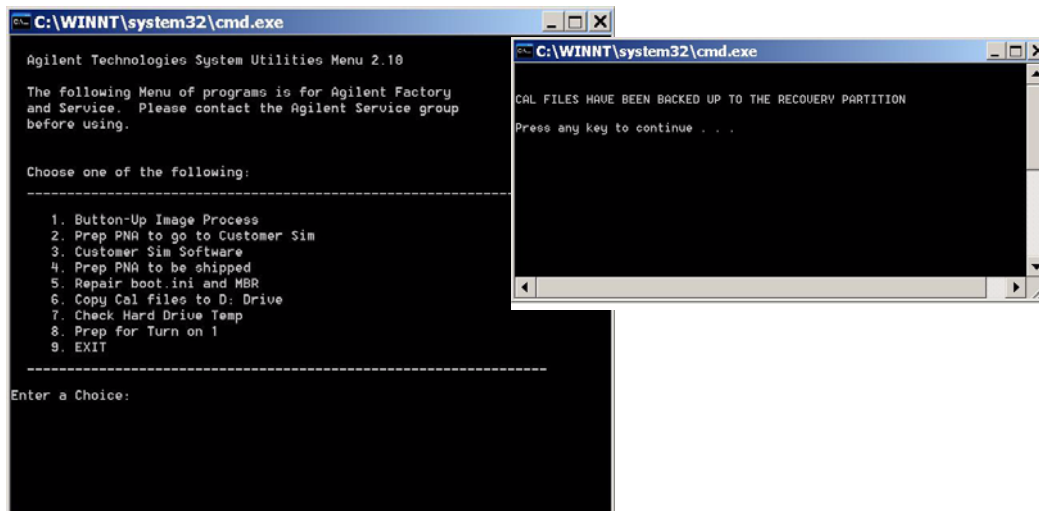 C:\WINNT\system32\cmd.exe
Agilent Technologies System Utilities Menu 2.10
The following Menu of programs is for Agilent Factory
and Service. Please contact the Agilent Service group
before using.
Choose one of the following:
1. Button-Up Image Process
2. Prep PNA to go to Customer Sim
3. Customer Sim Software
4. Prep PNA to be shipped
5. Repair boot.ini and MBR
6. Copy Cal files to D: Drive
7. Check Hard Drive Temp
8. Prep for Turn on 1
9. EXIT
Enter a Choice:
C:\WINNT\system32\cmd.exe
CAL FILES HAVE BEEN BACKED UP TO THE RECOVERY PARTITION
Press any key to continue . . .